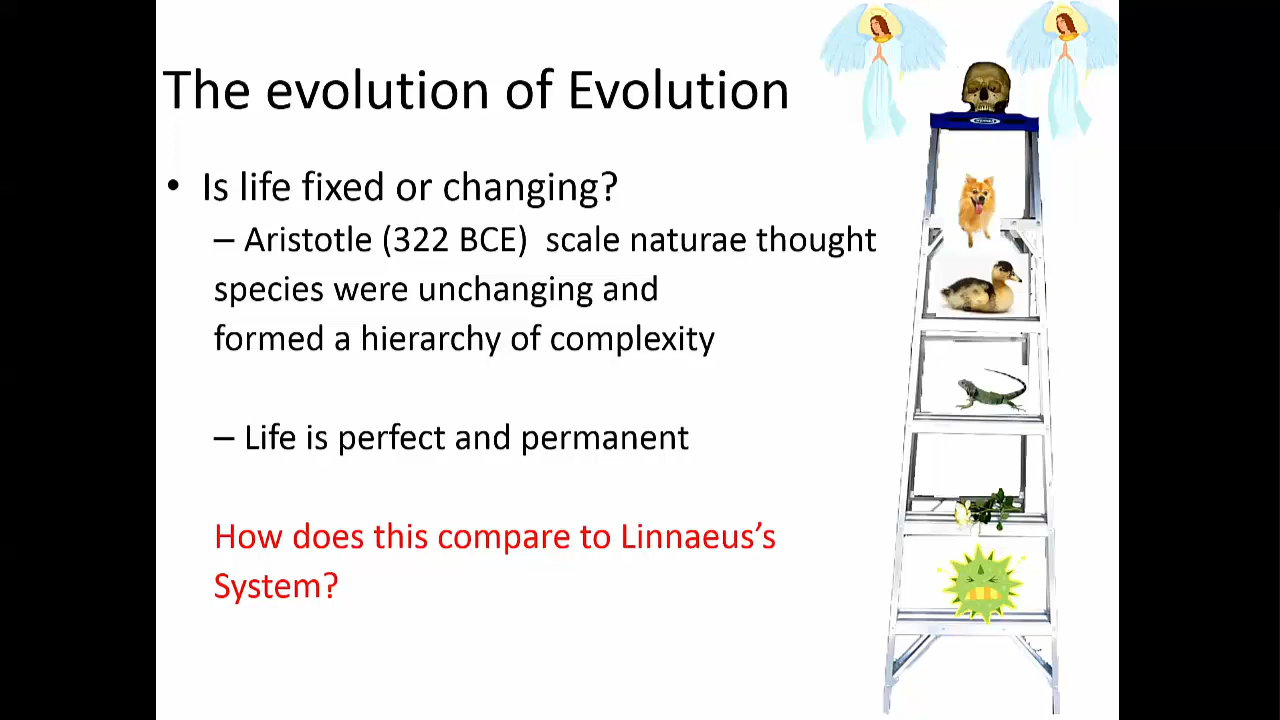 The evolution of Evolution
• Is life fixed or changing?
– Aristotle (322 BCE)  scale naturae thought
species were unchanging and
formed a hierarchy of complexity
– Life is perfect and permanent
How does this compare to Linnaeus’s
System?